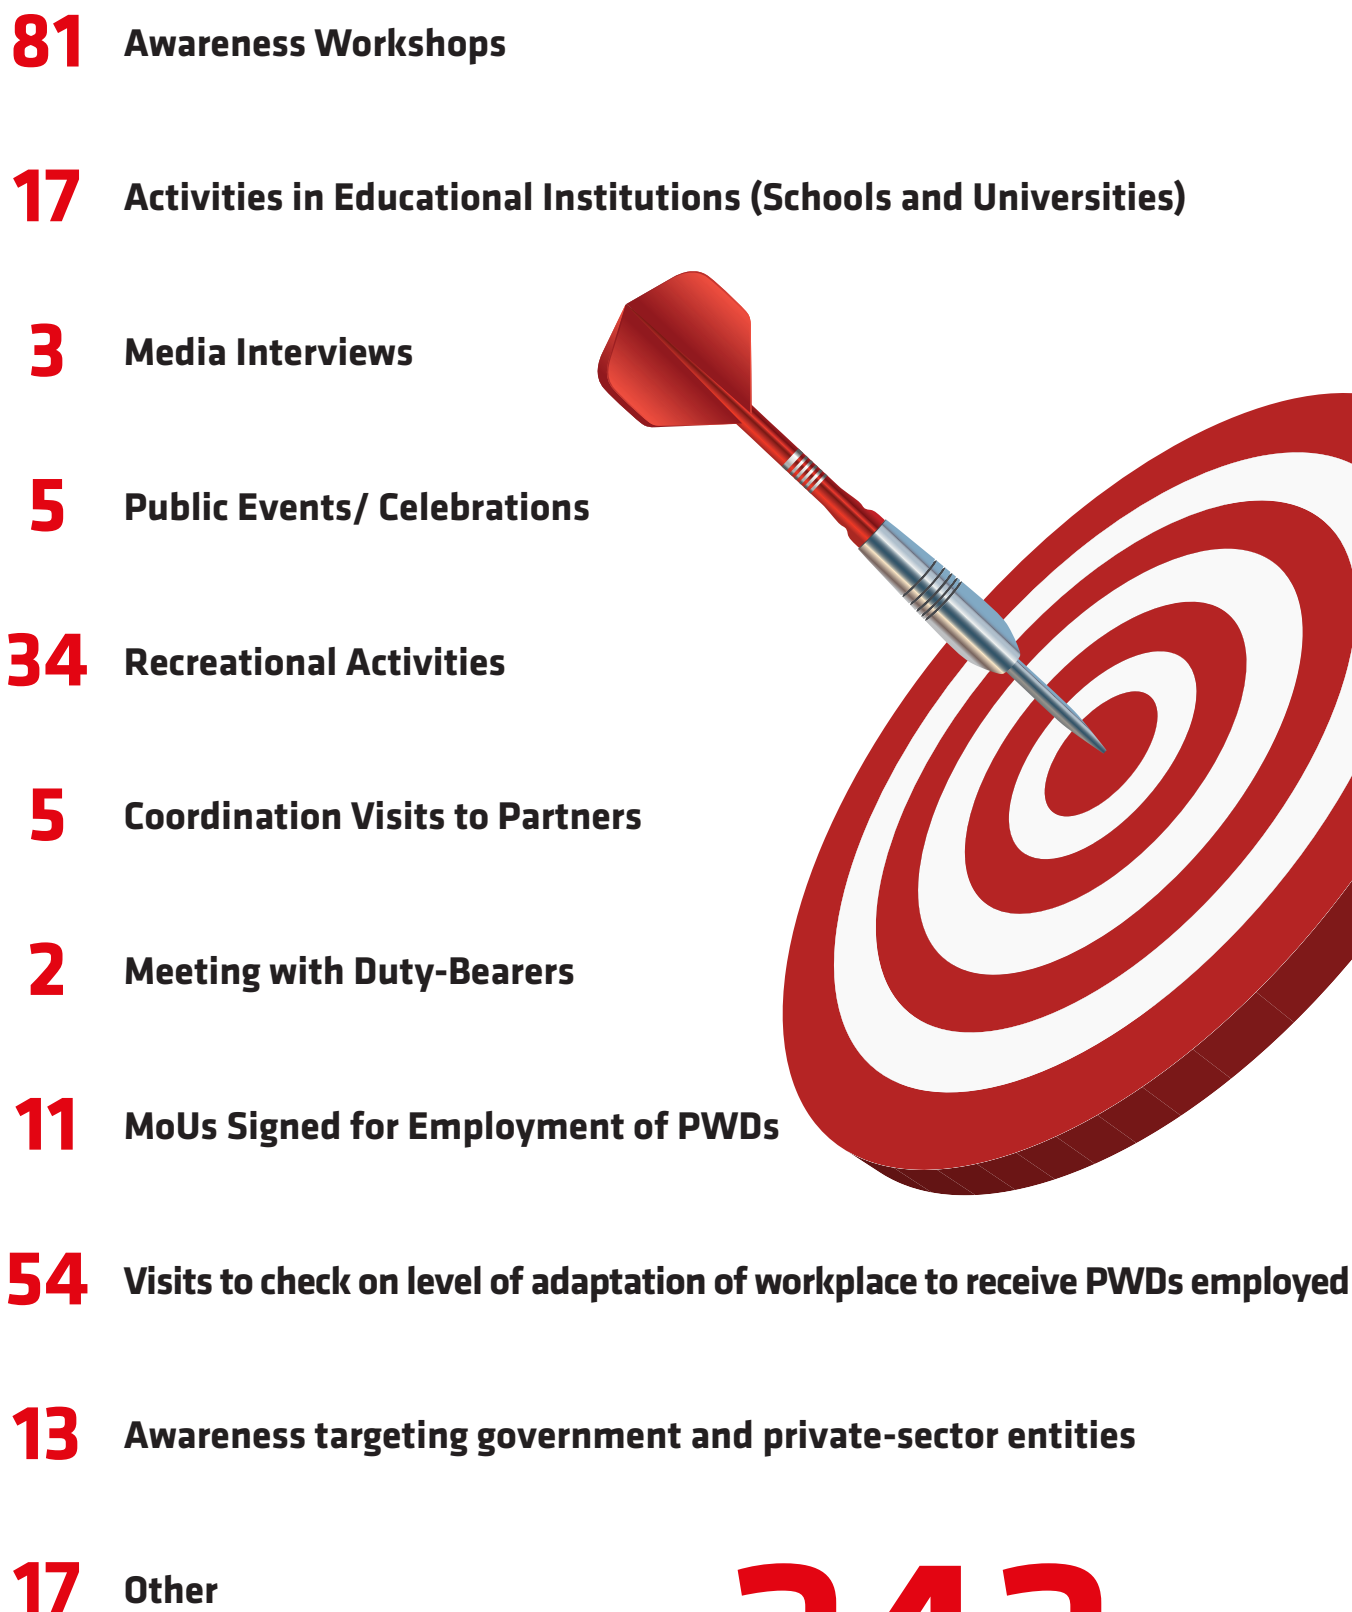 81 Awareness Workshops
17 Activities in Educational Institutions (Schools and Universities)
3 Media Interviews
5 Public Events/ Celebrations
34 Recreational Activities
5 Coordination Visits to Partners
2 Meeting with Duty-Bearers
11 MoUs Signed for Employment of PWDs
54 Visits to check on level of adaptation of workplace to receive PWDs employed
13 Awareness targeting government and private-sector entities
17 Other